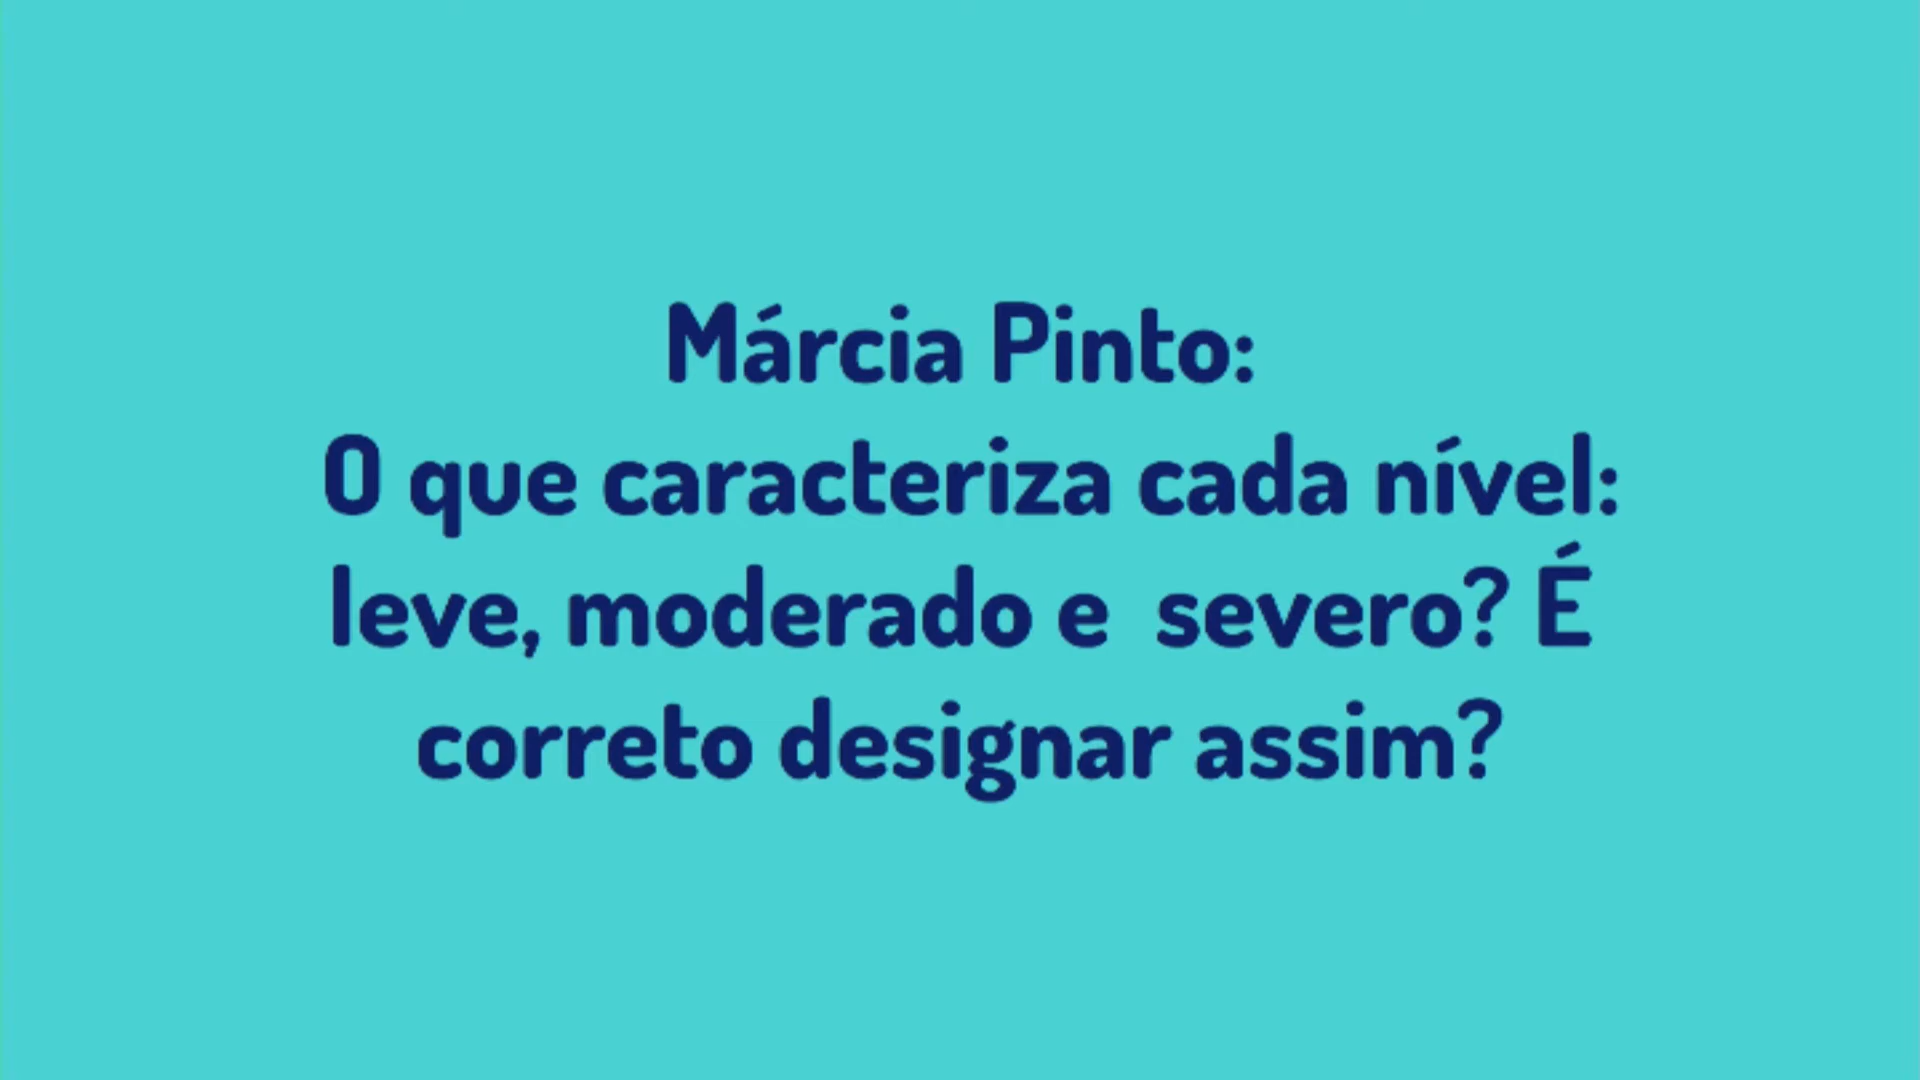 Márcia Pinto:
O que caracteriza cada nível:
leve, moderado e  severo? É
correto designar assim?